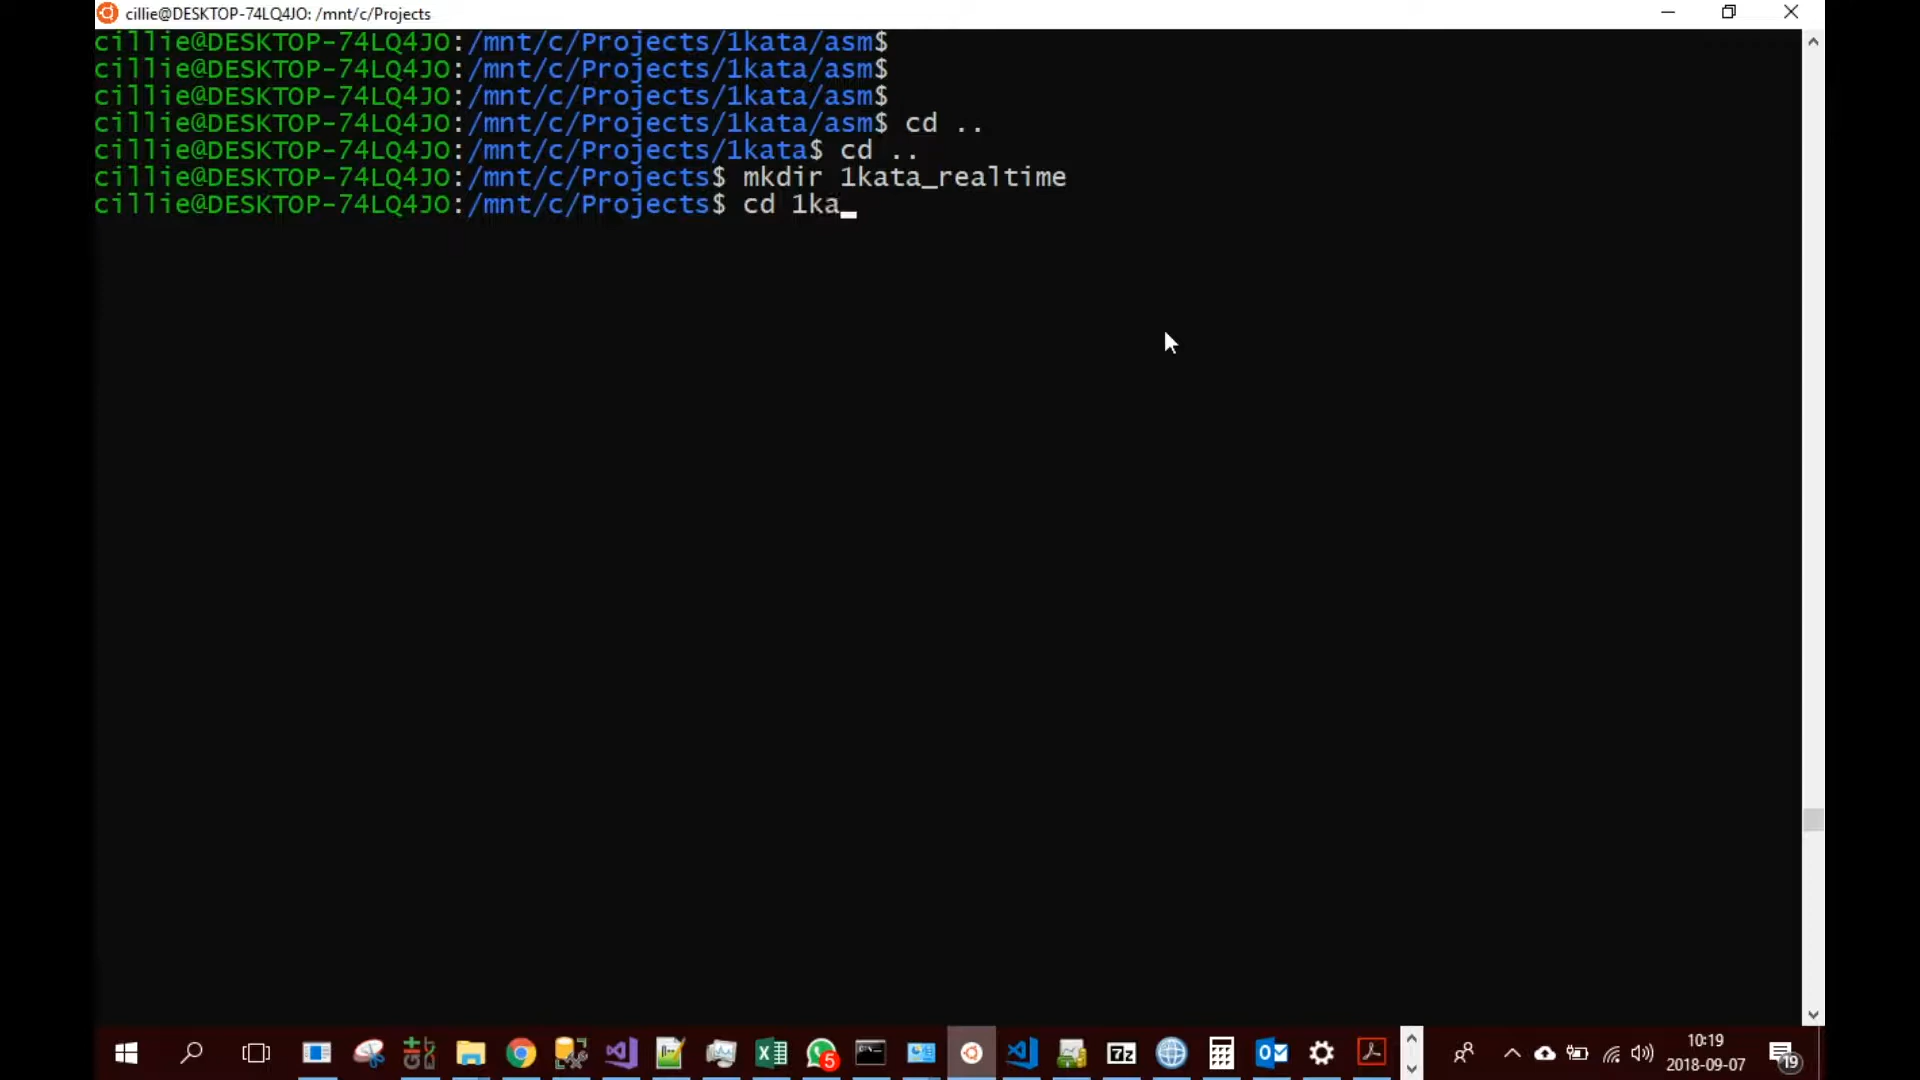 cillie@DESKTOP-74LQ4JO: /mnt/c/Projects
cillie@DESKTOP-74LQ4JO:/mnt/c/Projects/1kata/asm$
cillie@DESKTOP-74LQ4JO:/mnt/c/Projects/1kata/asm$
cillie@DESKTOP-74LQ4JO:/mnt/c/Projects/1kata/asm$
cillie@DESKTOP-74LQ4JO:/mnt/c/Projects/1kata/asm$ cd ..
cillie@DESKTOP-74LQ4JO:/mnt/c/Projects/1kata$ cd ..
cillie@DESKTOP-74LQ4JO:/mnt/c/Projects$ mkdir 1kata_realtime
cillie@DESKTOP-74LQ4JO:/mnt/c/Projects$ cd 1ka
5
7z
10:19
2018-09-07
19